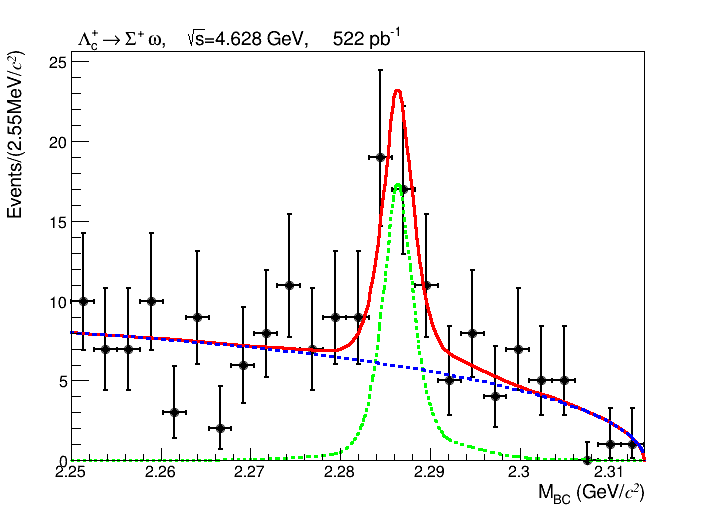 Λc+ → Σ+ ω, √s=4.628 GeV, 522 pb-1
Events/(2.55MeV/c2)
25
20
15
10
5
0
2.25 2.26 2.27 2.28 2.29 2.3 2.31
MBC (GeV/c2)